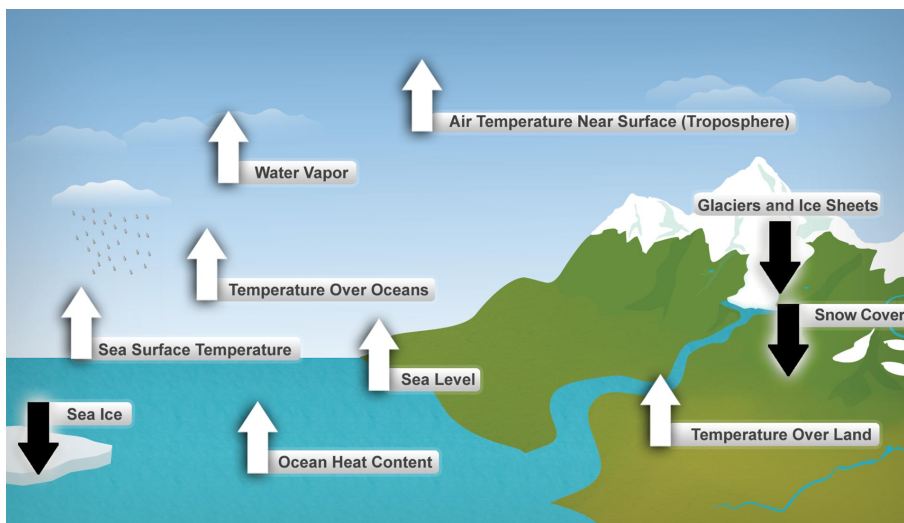 Air Temperature Near Surface (Troposphere)
Water Vapor
Glaciers and Ice Sheets
Temperature Over Oceans
Snow Cover
Sea Surface Temperature
Sea Level
Sea Ice
Temperature Over Land
Ocean Heat Content